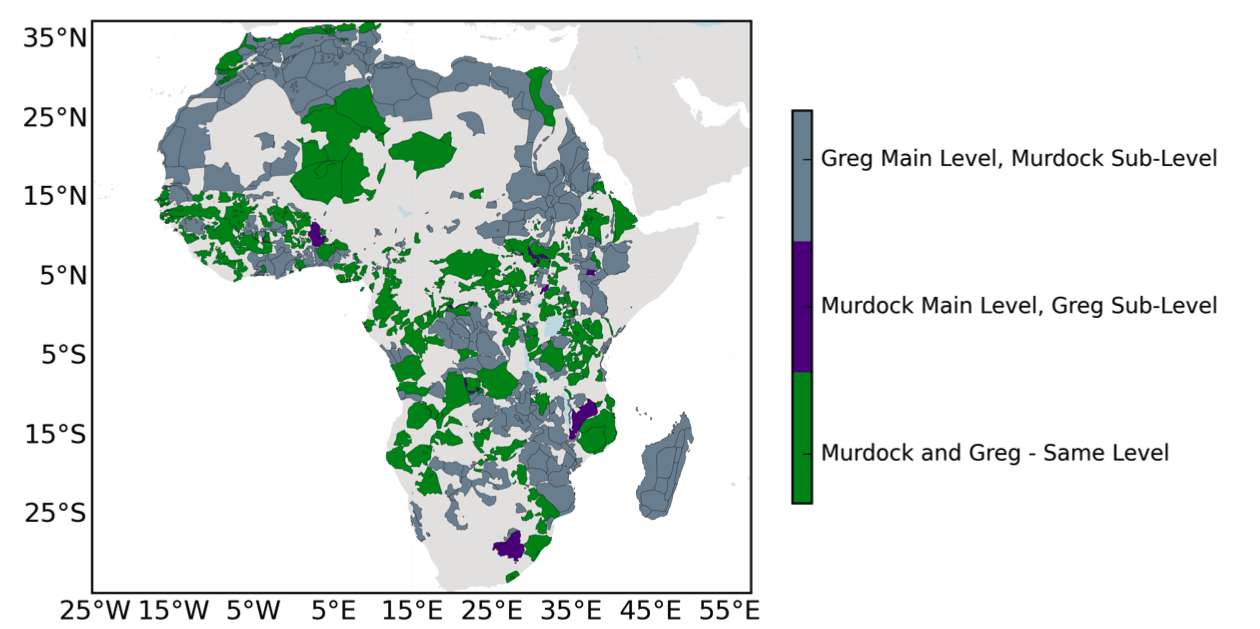 35°N
25°N
15°N
5°N
5°S
15°S
25°S
25°W 15°W 5°W 5°E 15°E 25°E 35°E 45°E 55°E
Greg Main Level, Murdock Sub-Level
Murdock Main Level, Greg Sub-Level
Murdock and Greg - Same Level